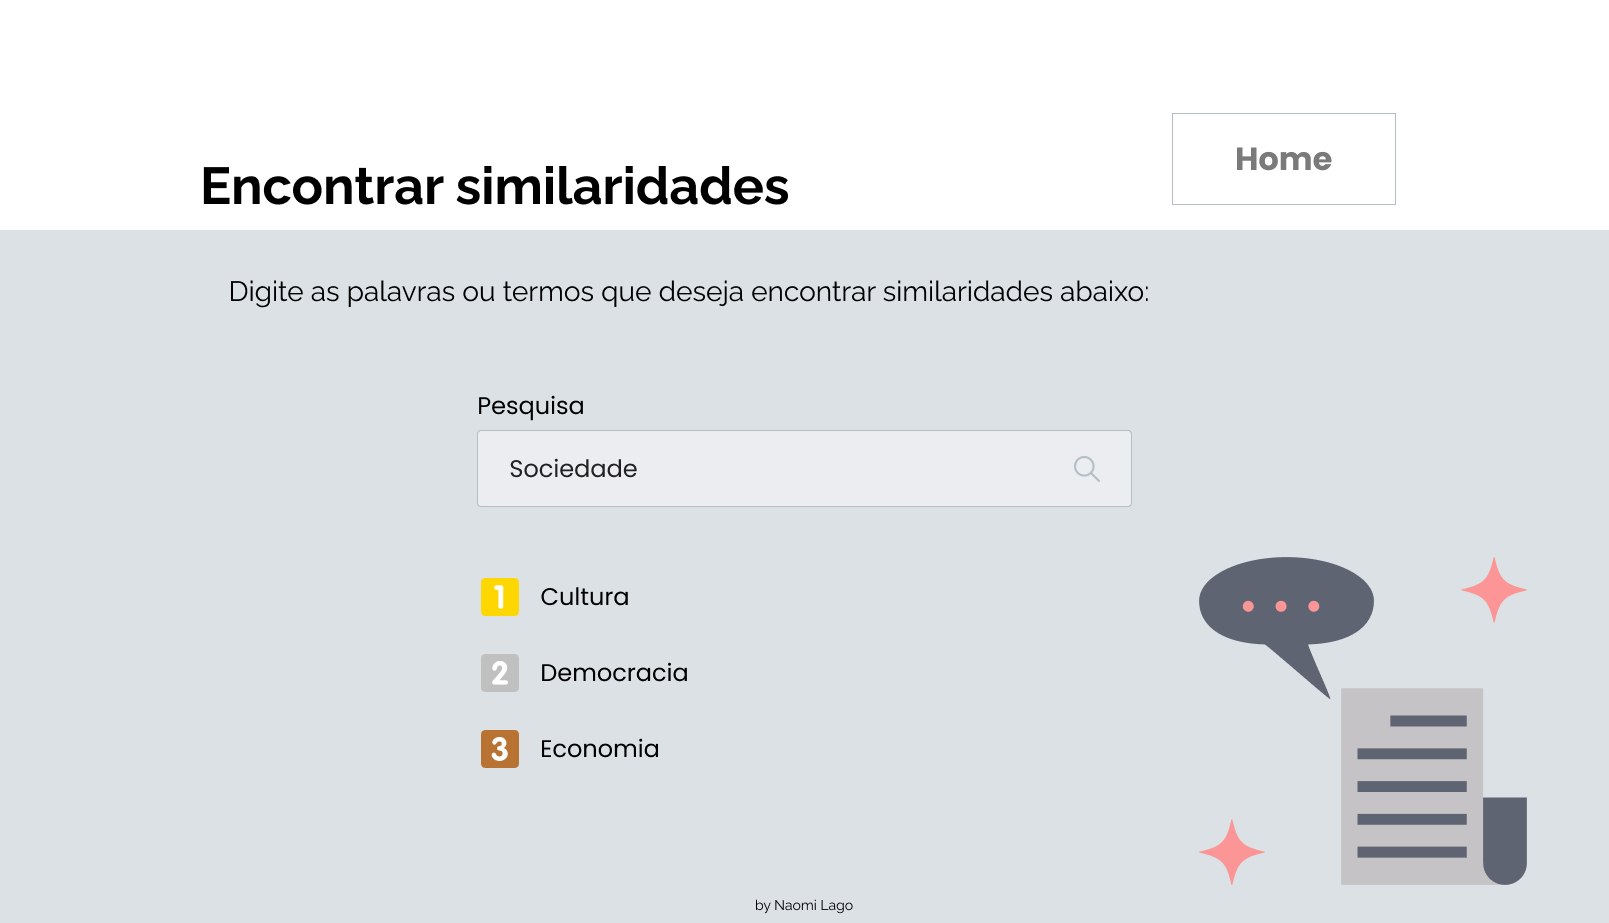 Home
Encontrar similaridades
Digite as palavras ou termos que deseja encontrar similaridades abaixo:
Pesquisa
Sociedade
1 Cultura
2 Democracia
3 Economia
by Naomi Lago